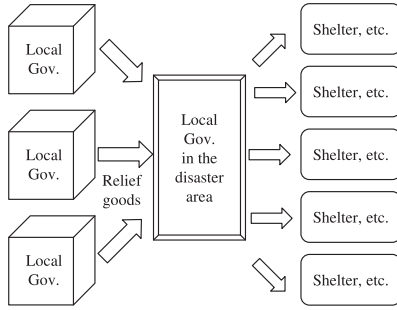 Local
Gov.
Local
Gov.
Local
Gov.
Relief
goods
Local
Gov.
in the
disaster
area
Shelter, etc.
Shelter, etc.
Shelter, etc.
Shelter, etc.
Shelter, etc.